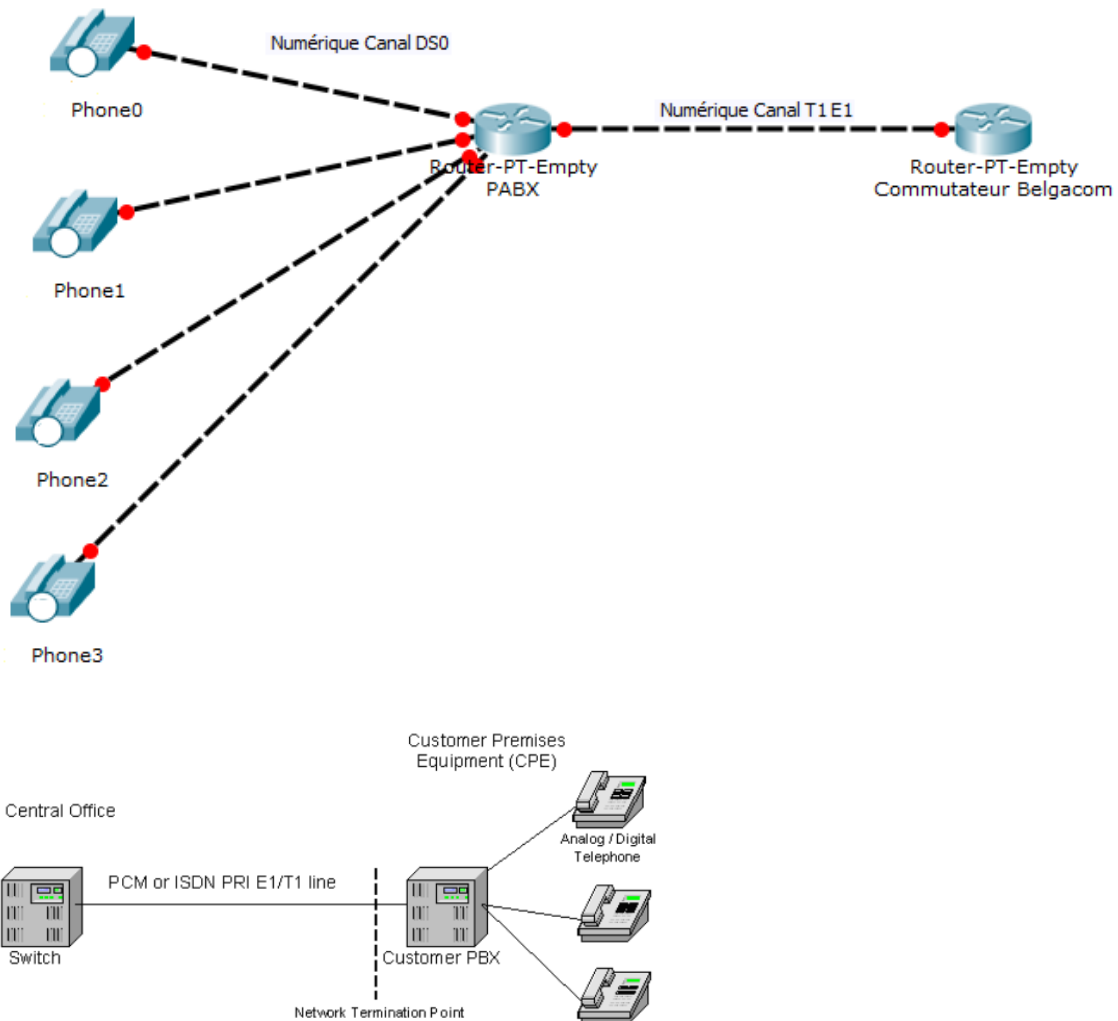 Numérique Canal DS0
Phone0
Numérique Canal T1 E1
Router-PT-Empty
PABX
Router-PT-Empty
Commutateur Belgacom
Phone1
Phone2
Phone3
Customer Premises
Equipment (CPE)
Central Office
Analog / Digital
Telephone
PCM or ISDN PRI E1/T1 line
Switch
Customer PBX
Network Termination Point